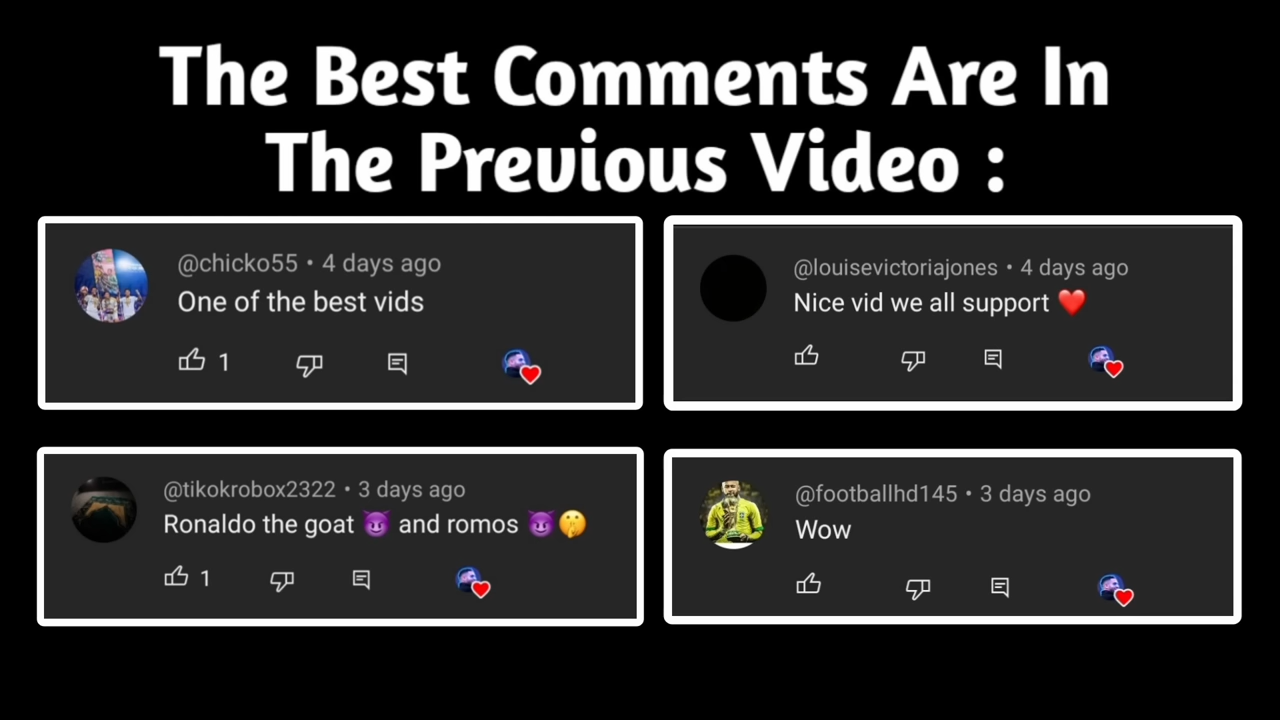 The Best Comments Are In
The Previous Video :
@chicko55 • 4 days ago
One of the best vids
1
@louisevictoriajones • 4 days ago
Nice vid we all support ❤️
@tikokrobox2322 • 3 days ago
Ronaldo the goat 😈 and romos 😈🤫
1
@footballhd145 • 3 days ago
Wow